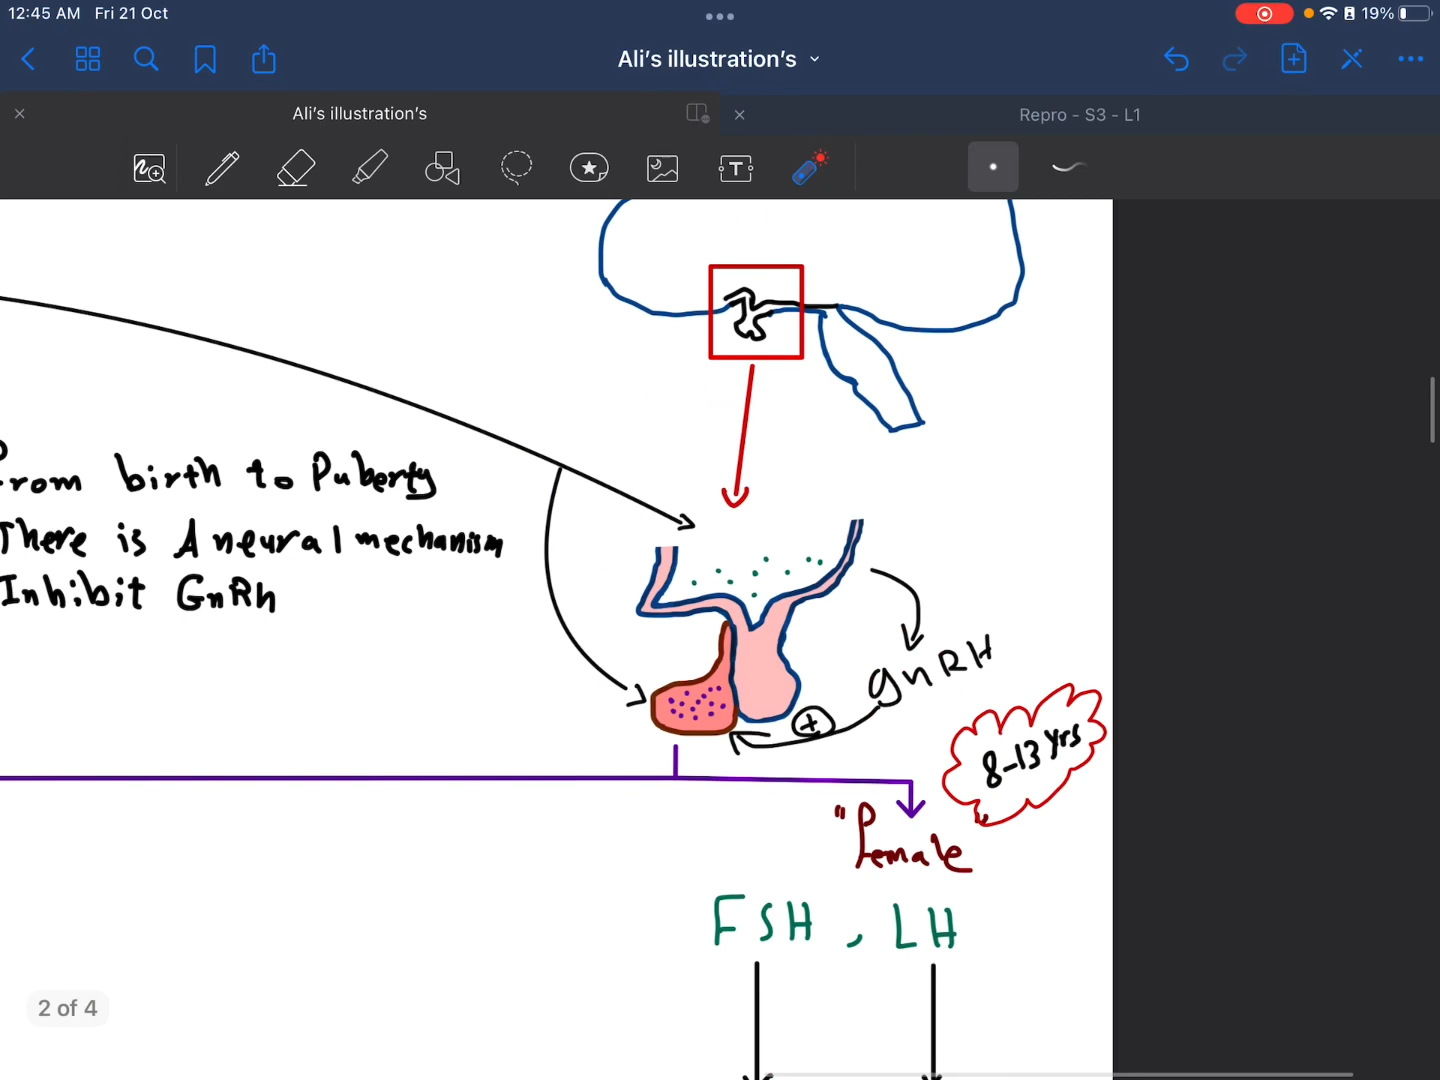 12:45 AM Fri 21 Oct
19%
Ali's illustration's
Ali's illustration's
Repro - S3 - L1
T
From birth to Puberty
There is A neural mechanism
Inhibit GnRh
gnRH
+
8-13 yrs
"Female
FSH, LH
2 of 4